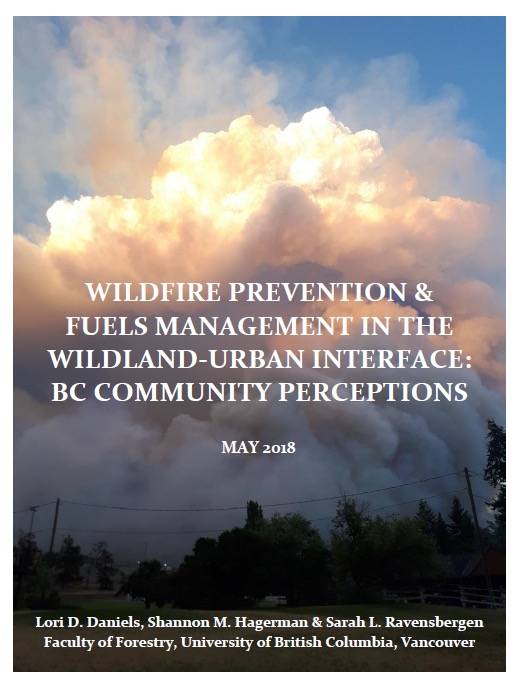 WILDFIRE PREVENTION &
FUELS MANAGEMENT IN THE
WILDLAND-URBAN INTERFACE:
BC COMMUNITY PERCEPTIONS
MAY 2018
Lori D. Daniels, Shannon M. Hagerman & Sarah L. Ravensbergen
Faculty of Forestry, University of British Columbia, Vancouver